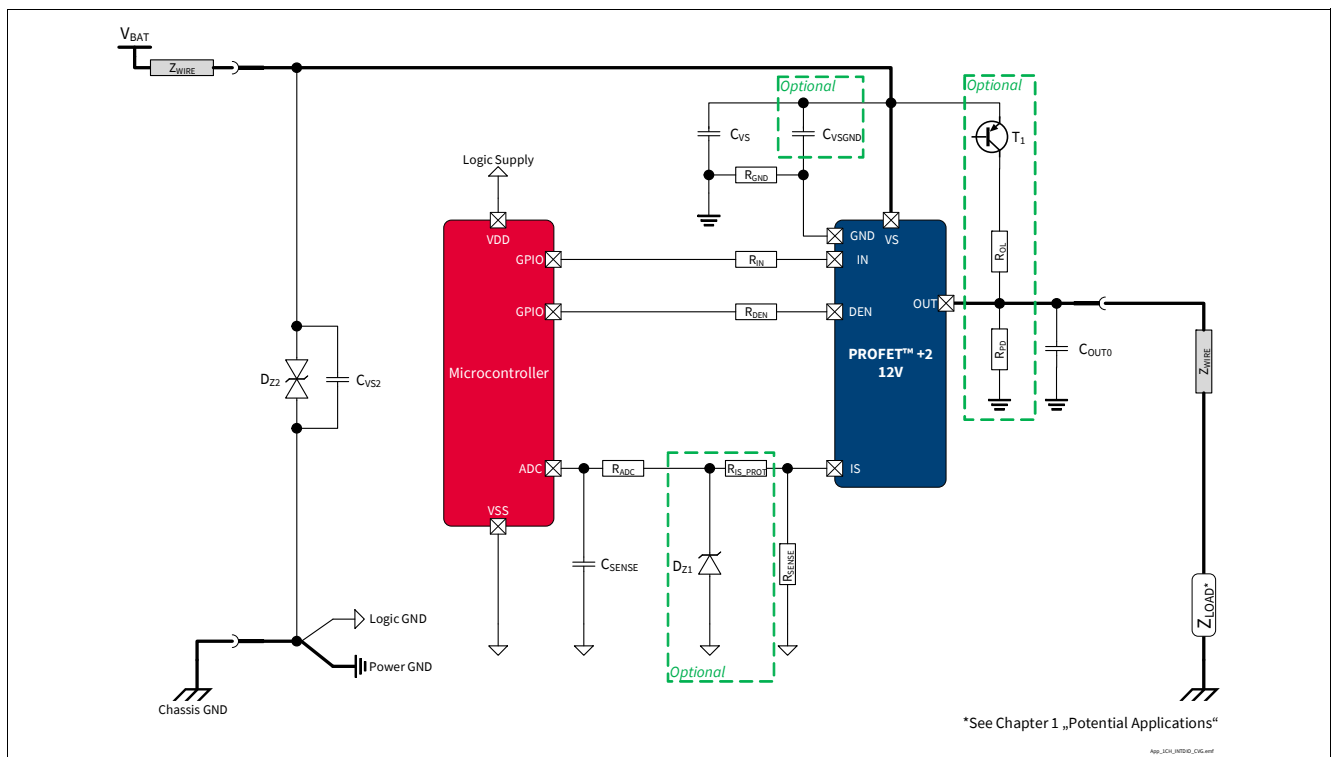 VBAT
ZWIRE
Optional
Optional
CVS
CVSGND
T1
Logic Supply
RGND
VDD
GND
VS
GPIO
RIN
IN
ROL
GPIO
RDEN
DEN
OUT
PROFET™ +2
12V
RPD
COUT0
ZWIRE
DZ2
CVS2
Microcontroller
ADC
RADC
RIS_PROT
IS
VSS
CSENSE
DZ1
RSENSE
ZLOAD*
Logic GND
Power GND
Optional
Chassis GND
*See Chapter 1 „Potential Applications“
App_1CH_INTDIO_CVG.emf